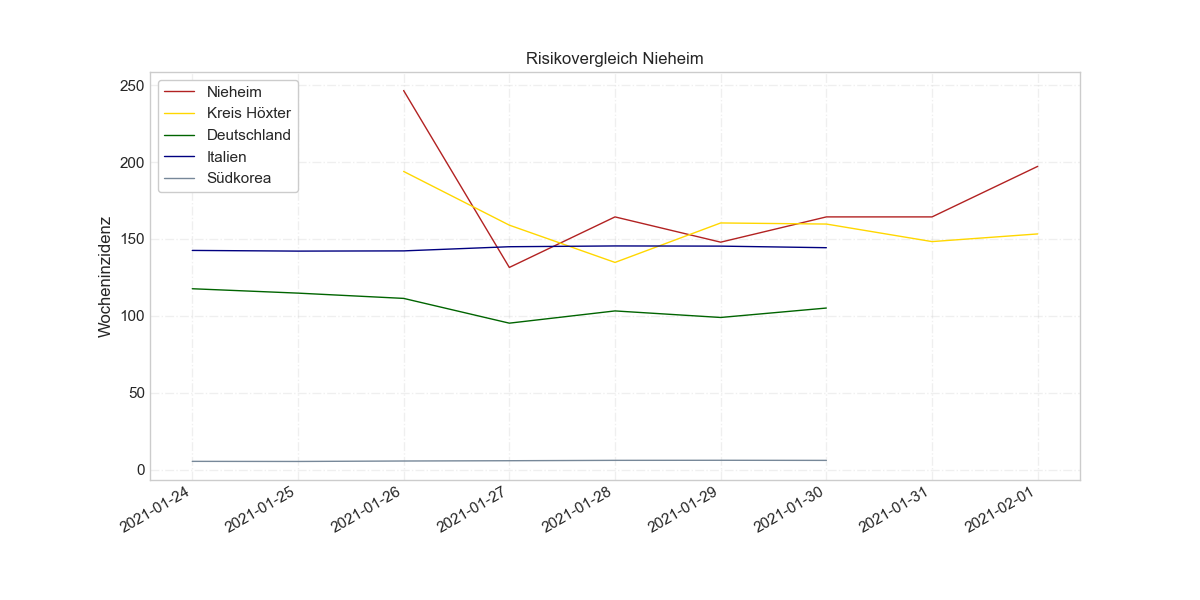 Risikovergleich Nieheim
Nieheim
Kreis Höxter
Deutschland
Italien
Südkorea
Wocheninzidenz
250
200
150
100
50
0
2021-01-24
2021-01-25
2021-01-26
2021-01-27
2021-01-28
2021-01-29
2021-01-30
2021-01-31
2021-02-01